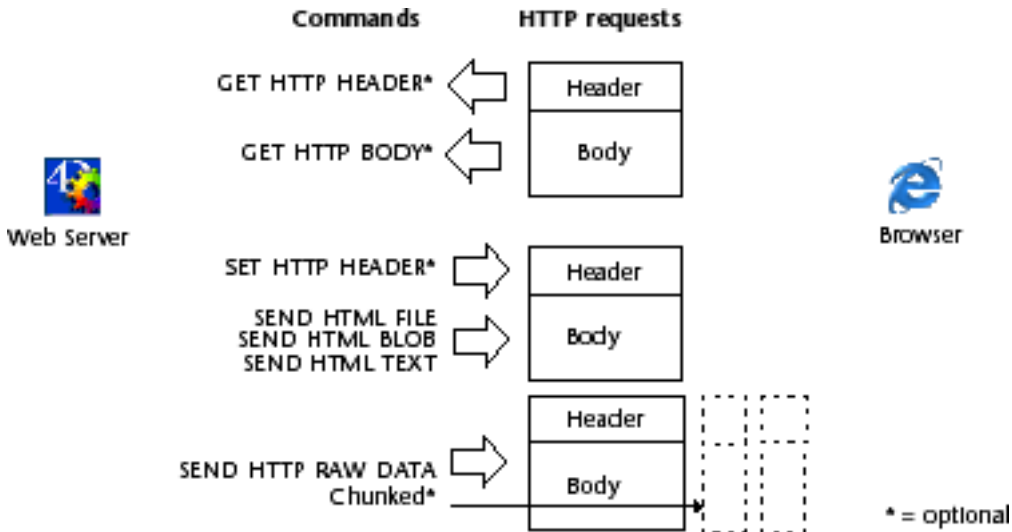 Commands HTTP requests
GET HTTP HEADER*
Header
GET HTTP BODY*
Body
4D
Web Server
Browser
SET HTTP HEADER*
Header
SEND HTML FILE
SEND HTML BLOB
SEND HTML TEXT
Body
Header
SEND HTTP RAW DATA
Chunked*
Body
* = optional